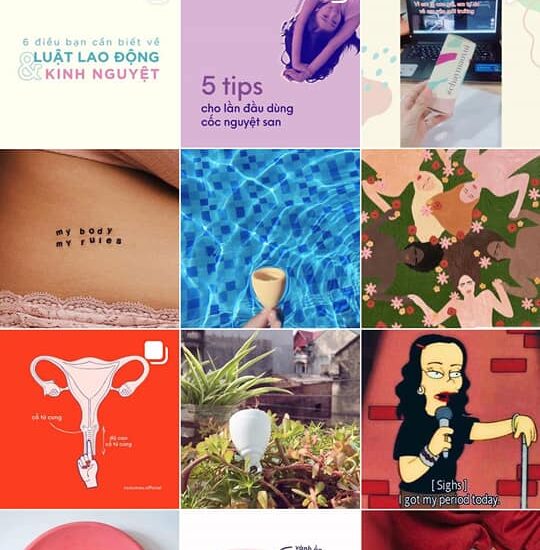 6 điều bạn cần biết về
LUẬT LAO ĐỘNG
& KINH NGUYỆT
5 tips
cho lần đầu dùng
cốc nguyệt san
my body
my rules
cổ tử cung
độ cao
cổ tử cung
[Sighs]
I got my period today.